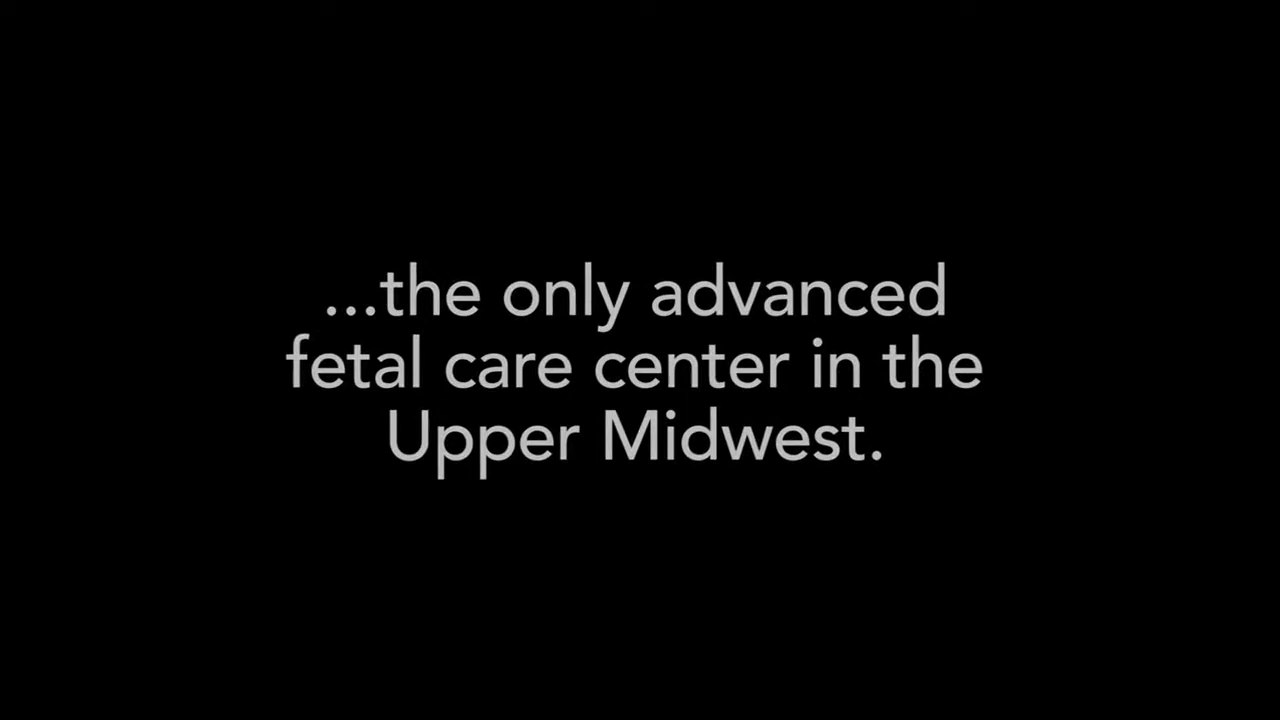 ...the only advanced
fetal care center in the
Upper Midwest.